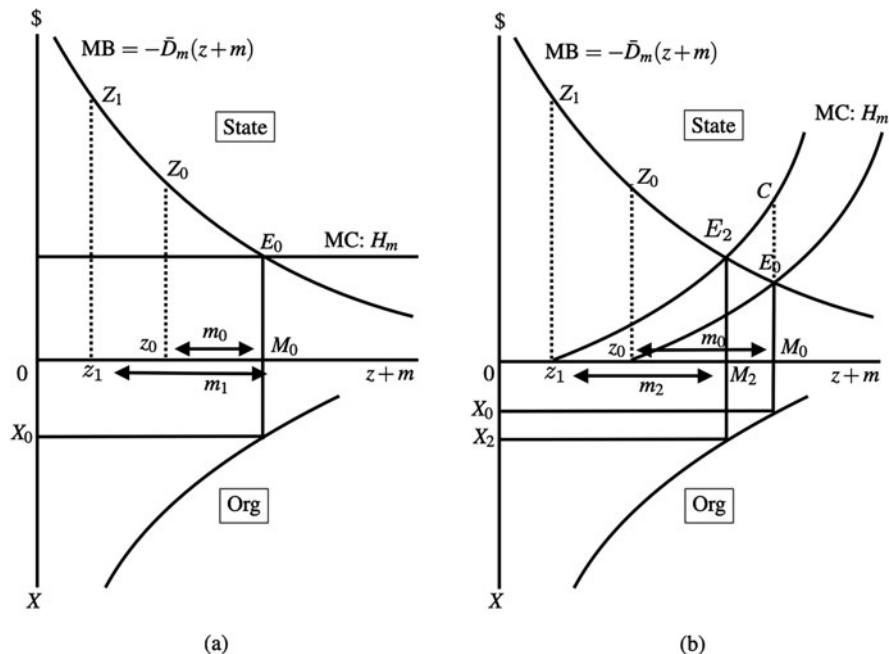 $
MB = −D̄ₘ(z+m)
Z₁
State
Z₀
E₀
MC: Hₘ
z₀
m₀
M₀
0
z₁
m₁
z+m
X₀
Org
X
(a)
$
MB = −D̄ₘ(z+m)
Z₁
State
MC: Hₘ
Z₀
C
E₂
E₀
z₀
m₀
M₀
0
z₁
m₂
M₂
z+m
X₀
X₂
Org
X
(b)